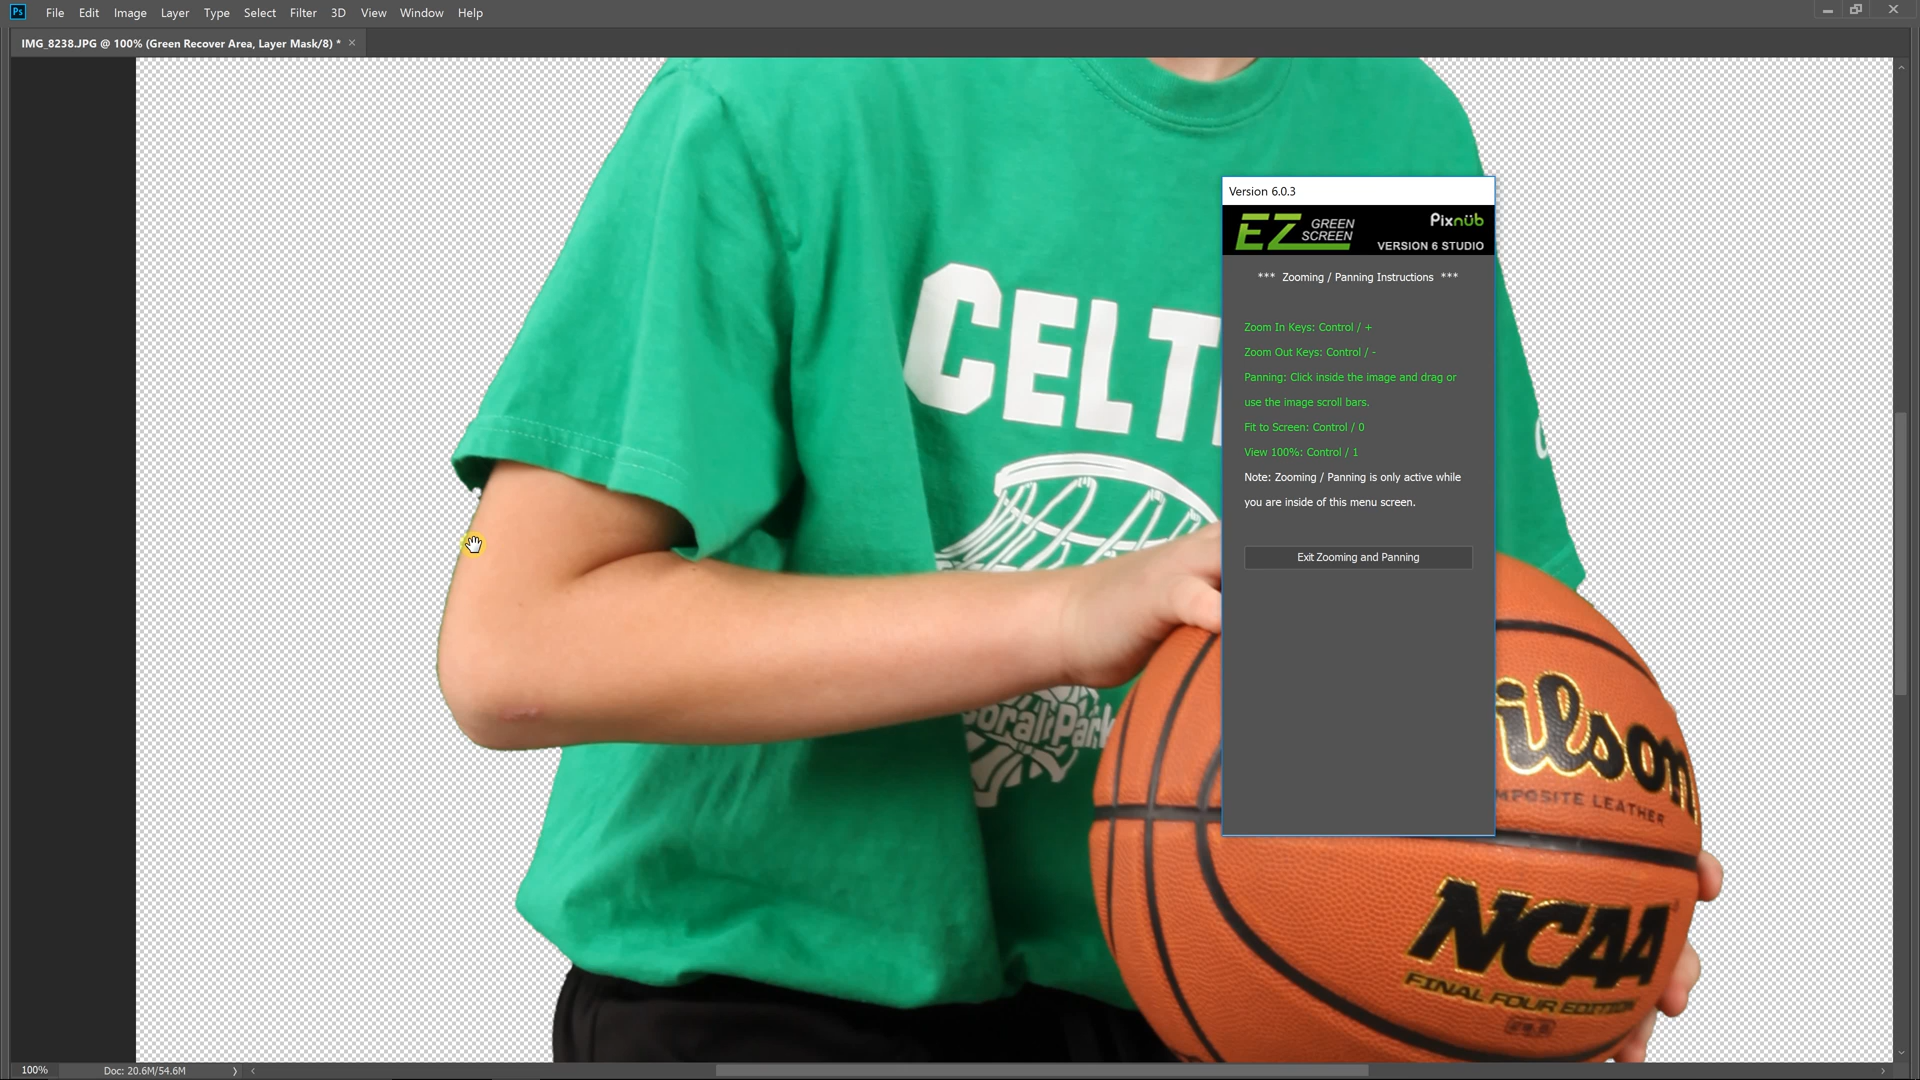 Ps File Edit Image Layer Type Select Filter 3D View Window Help
IMG_8238.JPG @ 100% (Green Recover Area, Layer Mask/8) * ×
CELT
Coral Park
Version 6.0.3
EZ GREEN SCREEN
Pixnüb
VERSION 6 STUDIO
*** Zooming / Panning Instructions ***
Zoom In Keys: Control / +
Zoom Out Keys: Control / -
Panning: Click inside the image and drag or
use the image scroll bars.
Fit to Screen: Control / 0
View 100%: Control / 1
Note: Zooming / Panning is only active while
you are inside of this menu screen.
Exit Zooming and Panning
ilson
MPOSITE LEATHER
NCAA
FINAL FOUR EDITION
100%
Doc: 20.6M/54.6M